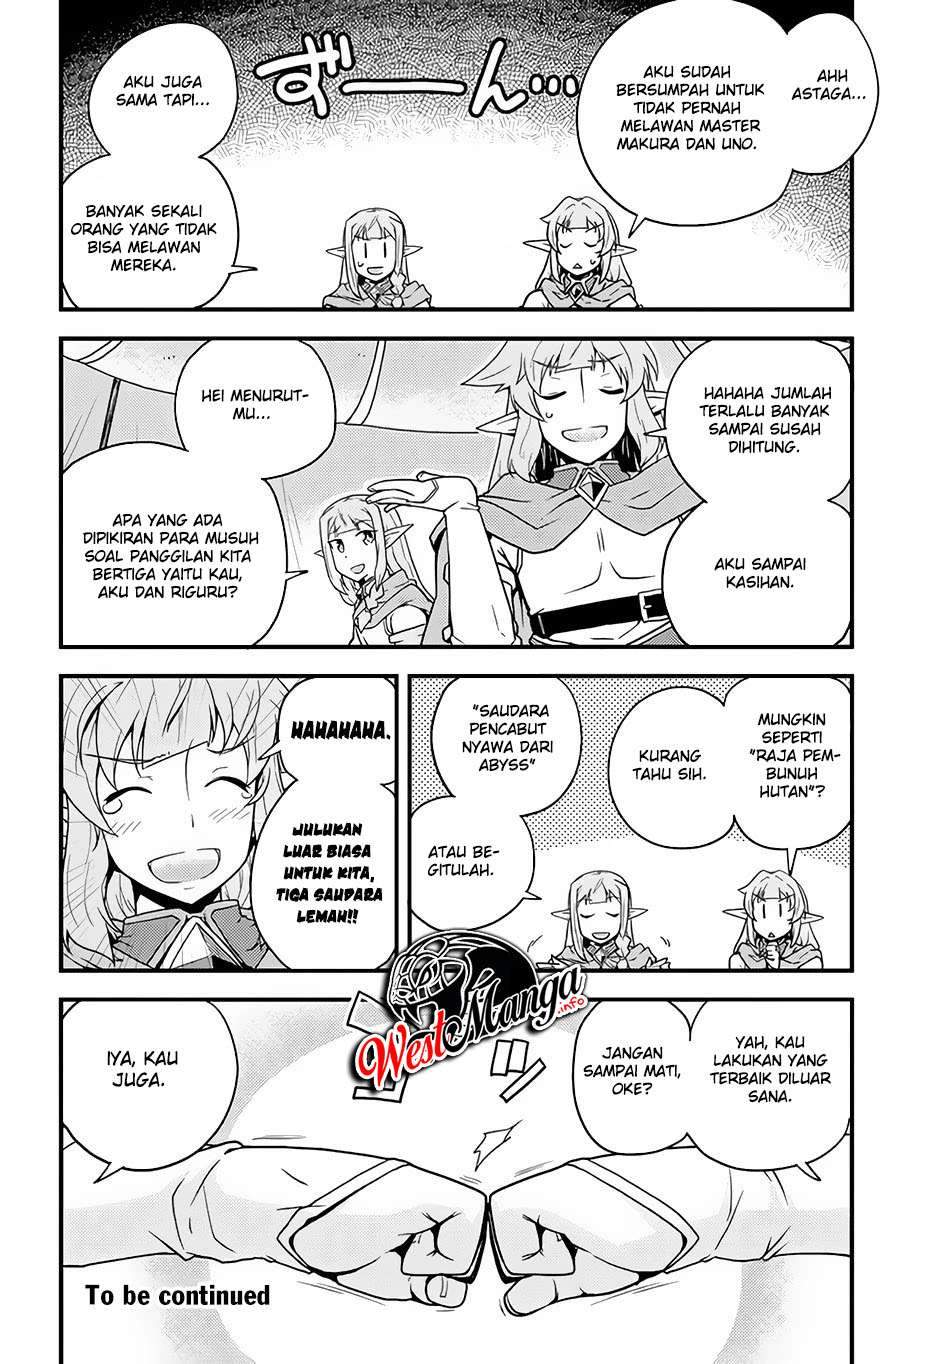 AHH
ASTAGA...
AKU SUDAH
BERSUMPAH UNTUK
TIDAK PERNAH
MELAWAN MASTER
MAKURA DAN UNO.
ずーーん...
AKU JUGA
SAMA TAPI...
BANYAK SEKALI
ORANG YANG TIDAK
BISA MELAWAN
MEREKA.
HAHAHA JUMLAH
TERLALU BANYAK
SAMPAI SUSAH
DIHITUNG.
AKU SAMPAI
KASIHAN.
HEI MENURUT-
MU...
APA YANG ADA
DIPIKIRAN PARA MUSUH
SOAL PANGGILAN KITA
BERTIGA YAITU KAU,
AKU DAN RIGURU?
MUNGKIN
SEPERTI
"RAJA PEM-
BUNUH
HUTAN"?
KURANG
TAHU SIH.
"SAUDARA
PENCABUT
NYAWA DARI
ABYSS"
ATAU BE-
GITULAH.
HAHAHAHA.
JULUKAN
LUAR BIASA
UNTUK KITA,
TIGA SAUDARA
LEMAH!!
YAH, KAU
LAKUKAN YANG
TERBAIK DILUAR
SANA.
JANGAN
SAMPAI MATI,
OKE?
WestManga
.info
IYA, KAU
JUGA.
To be continued